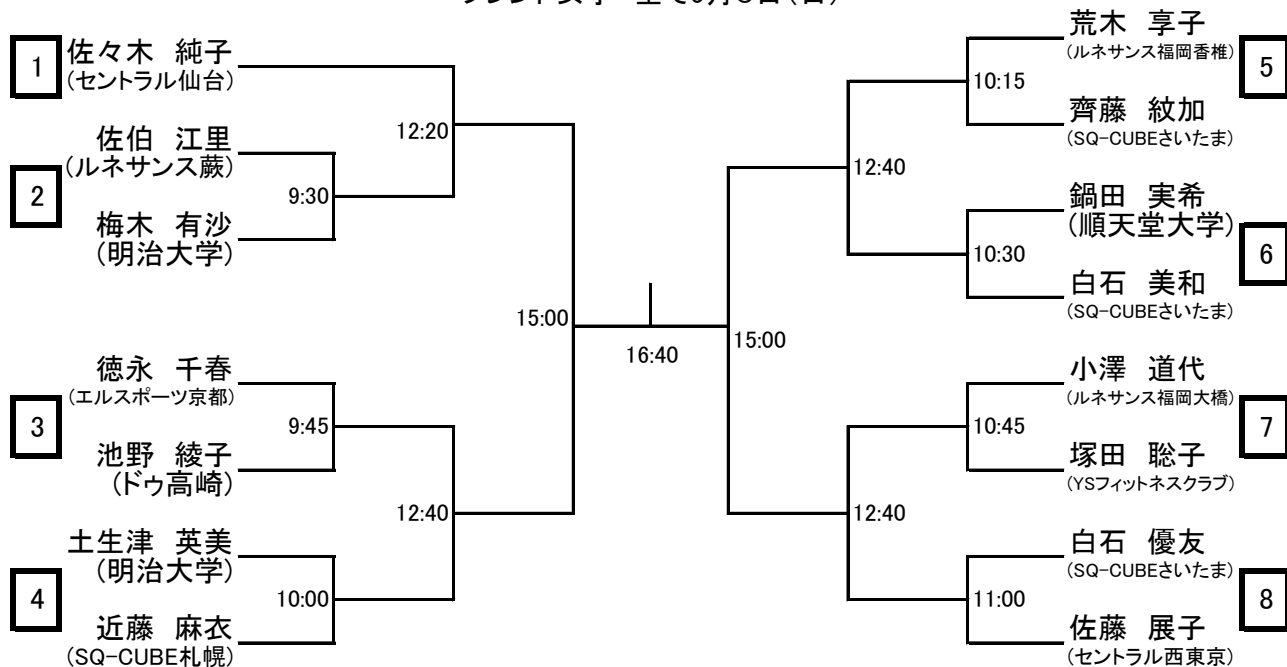 1
佐々木 純子
(セントラル仙台)
12:20
佐伯 江里
(ルネサンス蕨)
2
9:30
梅木 有沙
(明治大学)
15:00
徳永 千春
(エルスポーツ京都)
3
9:45
池野 綾子
(ドゥ高崎)
12:40
土生津 英美
(明治大学)
4
10:00
近藤 麻衣
(SQ-CUBE札幌)
16:40
荒木 享子
(ルネサンス福岡香椎)
5
10:15
齊藤 紋加
(SQ-CUBEさいたま)
12:40
鍋田 実希
(順天堂大学)
6
10:30
白石 美和
(SQ-CUBEさいたま)
15:00
小澤 道代
(ルネサンス福岡大橋)
7
10:45
塚田 聡子
(YSフィットネスクラブ)
12:40
白石 優友
(SQ-CUBEさいたま)
8
11:00
佐藤 展子
(セントラル西東京)